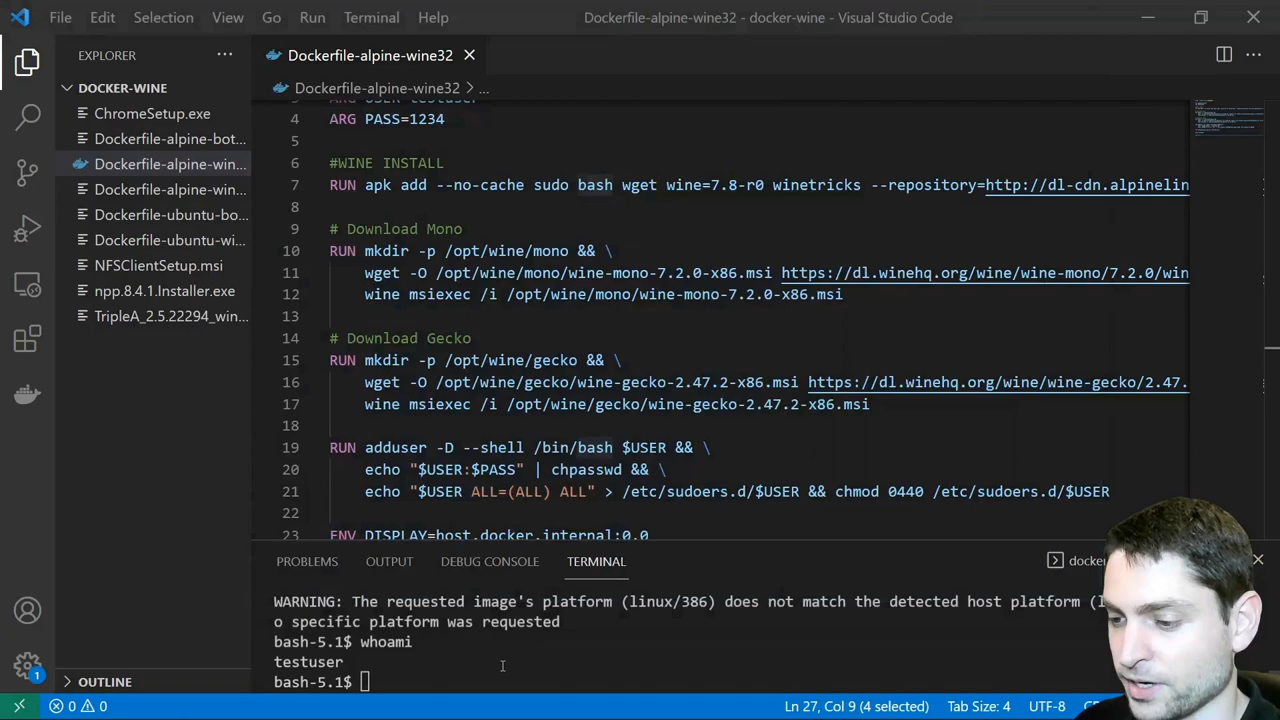 File Edit Selection View Go Run Terminal Help Dockerfile-alpine-wine32 - docker-wine - Visual Studio Code
EXPLORER
Dockerfile-alpine-wine32
DOCKER-WINE
Dockerfile-alpine-wine32 > ...
ChromeSetup.exe
Dockerfile-alpine-bot...
Dockerfile-alpine-win...
Dockerfile-alpine-win...
Dockerfile-ubuntu-bo...
Dockerfile-ubuntu-wi...
NFSClientSetup.msi
npp.8.4.1.Installer.exe
TripleA_2.5.22294_win...
OUTLINE
ARG USER=testuser
4 ARG PASS=1234
5
6 #WINE INSTALL
7 RUN apk add --no-cache sudo bash wget wine=7.8-r0 winetricks --repository=http://dl-cdn.alpinelin
8
9 # Download Mono
10 RUN mkdir -p /opt/wine/mono && \
11 wget -O /opt/wine/mono/wine-mono-7.2.0-x86.msi https://dl.winehq.org/wine/wine-mono/7.2.0/win
12 wine msiexec /i /opt/wine/mono/wine-mono-7.2.0-x86.msi
13
14 # Download Gecko
15 RUN mkdir -p /opt/wine/gecko && \
16 wget -O /opt/wine/gecko/wine-gecko-2.47.2-x86.msi https://dl.winehq.org/wine/wine-gecko/2.47.
17 wine msiexec /i /opt/wine/gecko/wine-gecko-2.47.2-x86.msi
18
19 RUN adduser -D --shell /bin/bash $USER && \
20 echo "$USER:$PASS" | chpasswd && \
21 echo "$USER ALL=(ALL) ALL" > /etc/sudoers.d/$USER && chmod 0440 /etc/sudoers.d/$USER
22
23 ENV DISPLAY=host.docker.internal:0.0
PROBLEMS OUTPUT DEBUG CONSOLE TERMINAL
WARNING: The requested image's platform (linux/386) does not match the detected host platform (
o specific platform was requested
bash-5.1$ whoami
testuser
bash-5.1$
1
0 0 Ln 27, Col 9 (4 selected) Tab Size: 4 UTF-8